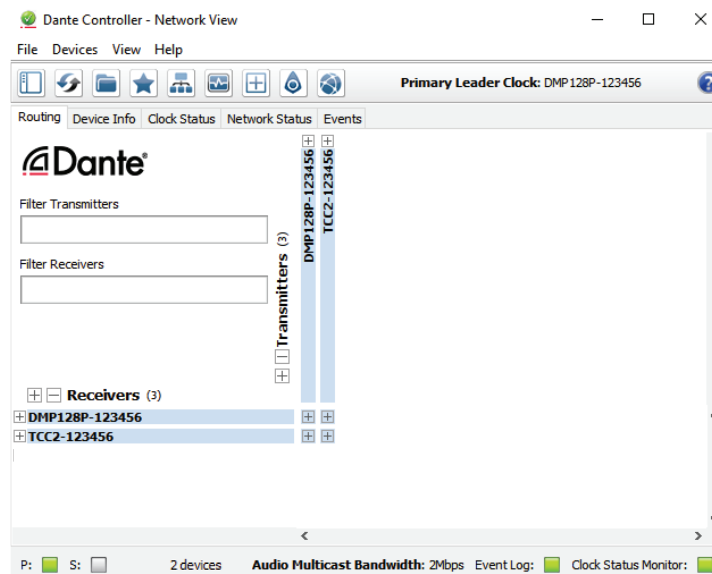 Dante Controller - Network View
File Devices View Help
Primary Leader Clock: DMP128P-123456
Routing Device Info Clock Status Network Status Events
Dante
Filter Transmitters
Filter Receivers
Transmitters (3)
DMP128P-123456
TCC2-123456
Receivers (3)
DMP128P-123456
TCC2-123456
P: S: 2 devices Audio Multicast Bandwidth: 2Mbps Event Log: Clock Status Monitor: